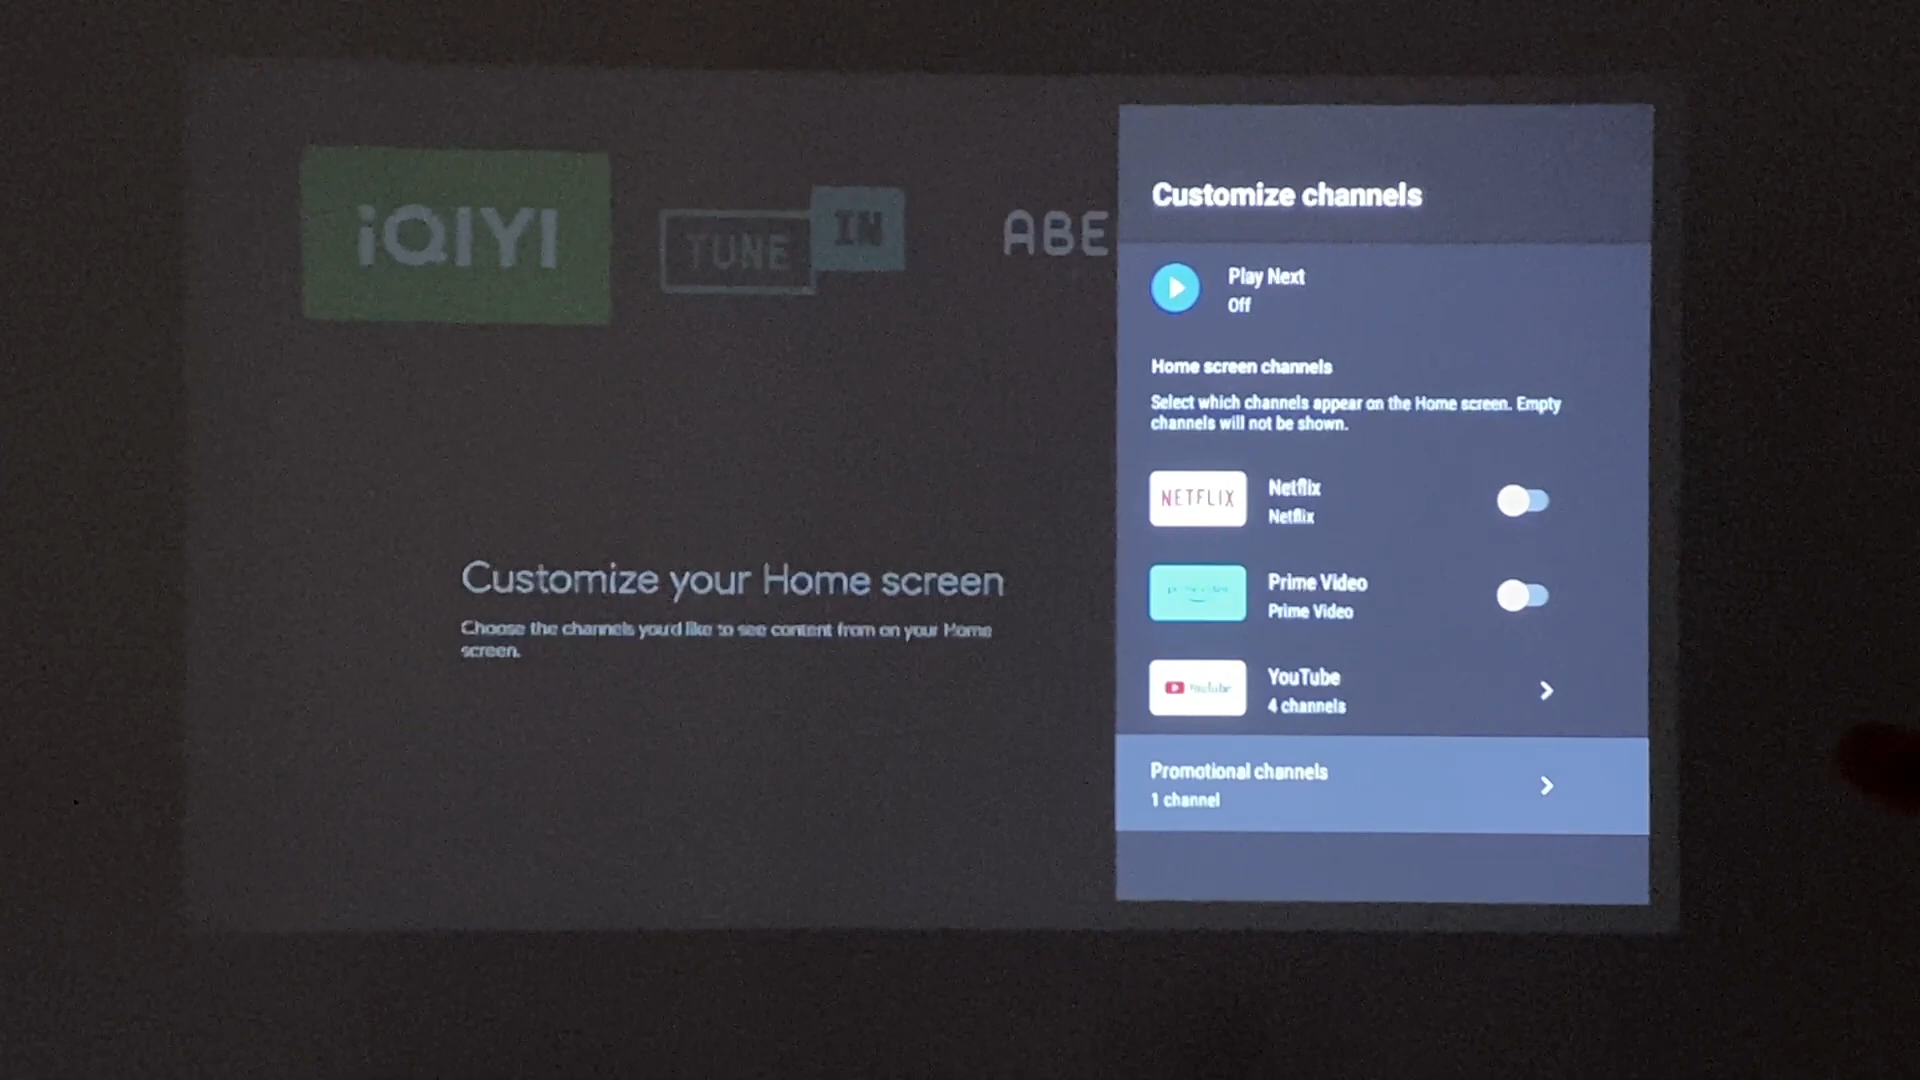 iQIYI
TUNE IN
ABE
Customize your Home screen
Choose the channels you'd like to see content from on your Home
screen.
Customize channels
Play Next
Off
Home screen channels
Select which channels appear on the Home screen. Empty
channels will not be shown.
NETFLIX
Netflix
Netflix
prime video
Prime Video
Prime Video
YouTube
YouTube
4 channels
Promotional channels
1 channel